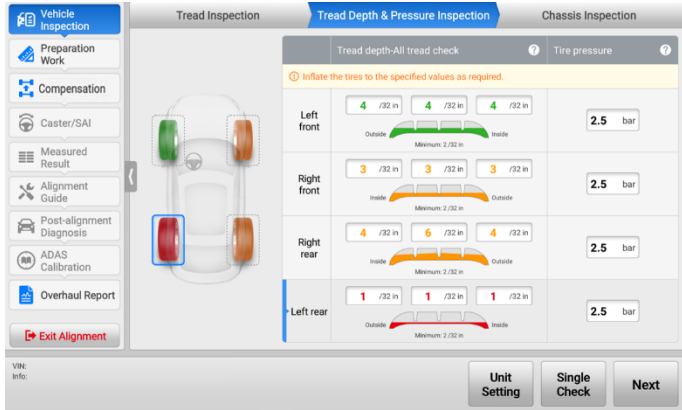 Vehicle
Inspection
Preparation
Work
Compensation
Caster/SAI
Measured
Result
Alignment
Guide
Post-alignment
Diagnosis
ADAS
Calibration
Overhaul Report
Exit Alignment
Tread Inspection
Tread Depth & Pressure Inspection
Chassis Inspection
Tread depth-All tread check ?
Tire pressure ?
Inflate the tires to the specified values as required.
Left
front
4 /32 in 4 /32 in 4 /32 in
Outside Inside
Minimum: 2 /32 in
2.5 bar
Right
front
3 /32 in 3 /32 in 3 /32 in
Inside Outside
Minimum: 2 /32 in
2.5 bar
Right
rear
4 /32 in 6 /32 in 4 /32 in
Inside Outside
Minimum: 2 /32 in
2.5 bar
Left rear
1 /32 in 1 /32 in 1 /32 in
Outside Inside
Minimum: 2 /32 in
2.5 bar
VIN:
Info:
Unit
Setting
Single
Check
Next